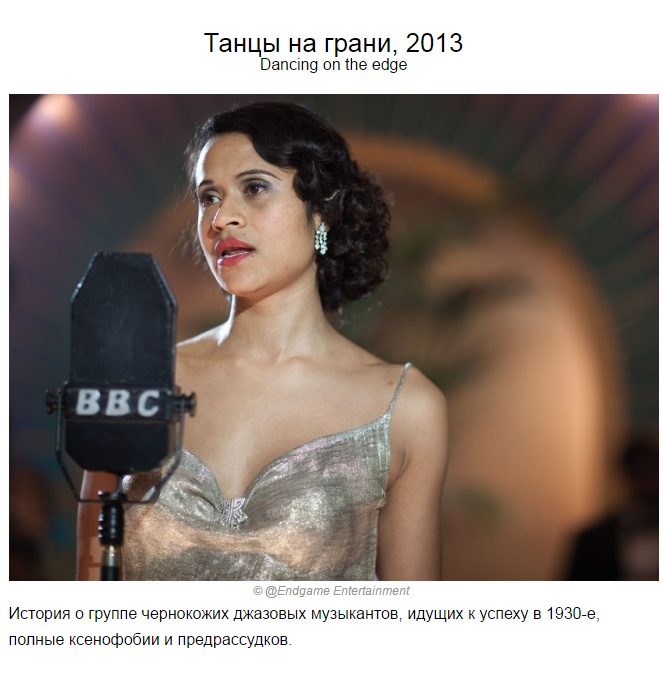 Танцы на грани, 2013
Dancing on the edge
BBC
© @Endgame Entertainment
История о группе чернокожих джазовых музыкантов, идущих к успеху в 1930-е,
полные ксенофобии и предрассудков.